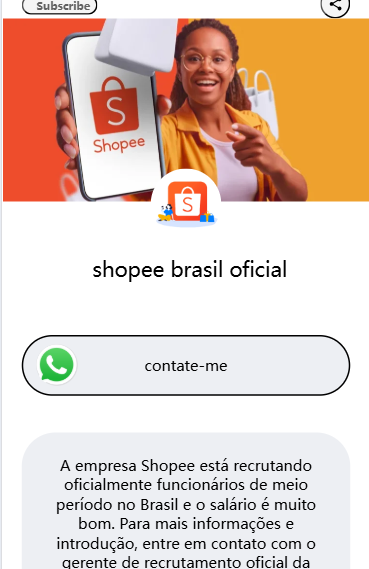 Subscribe
S
Shopee
S
shopee brasil oficial
contate-me
A empresa Shopee está recrutando
oficialmente funcionários de meio
período no Brasil e o salário é muito
bom. Para mais informações e
introdução, entre em contato com o
gerente de recrutamento oficial da